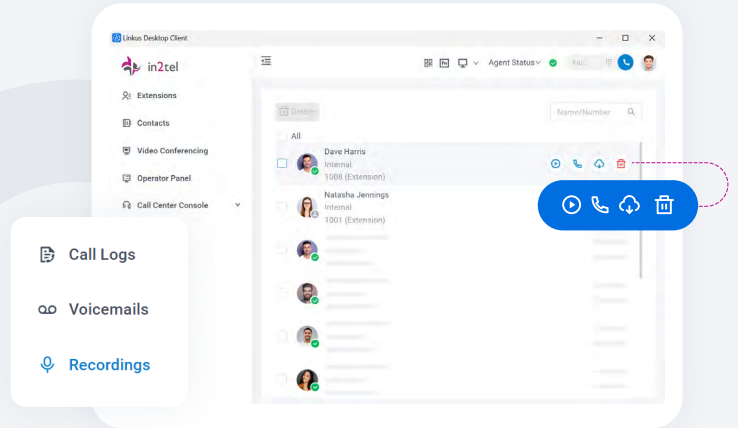 Linkus Desktop Client
in2tel
Agent Status
Extensions
Contacts
Video Conferencing
Operator Panel
Call Center Console
Call Logs
Voicemails
Recordings
Delete
Name/Number
All
Dave Harris
Internal
1008 (Extension)
Natasha Jennings
Internal
1001 (Extension)